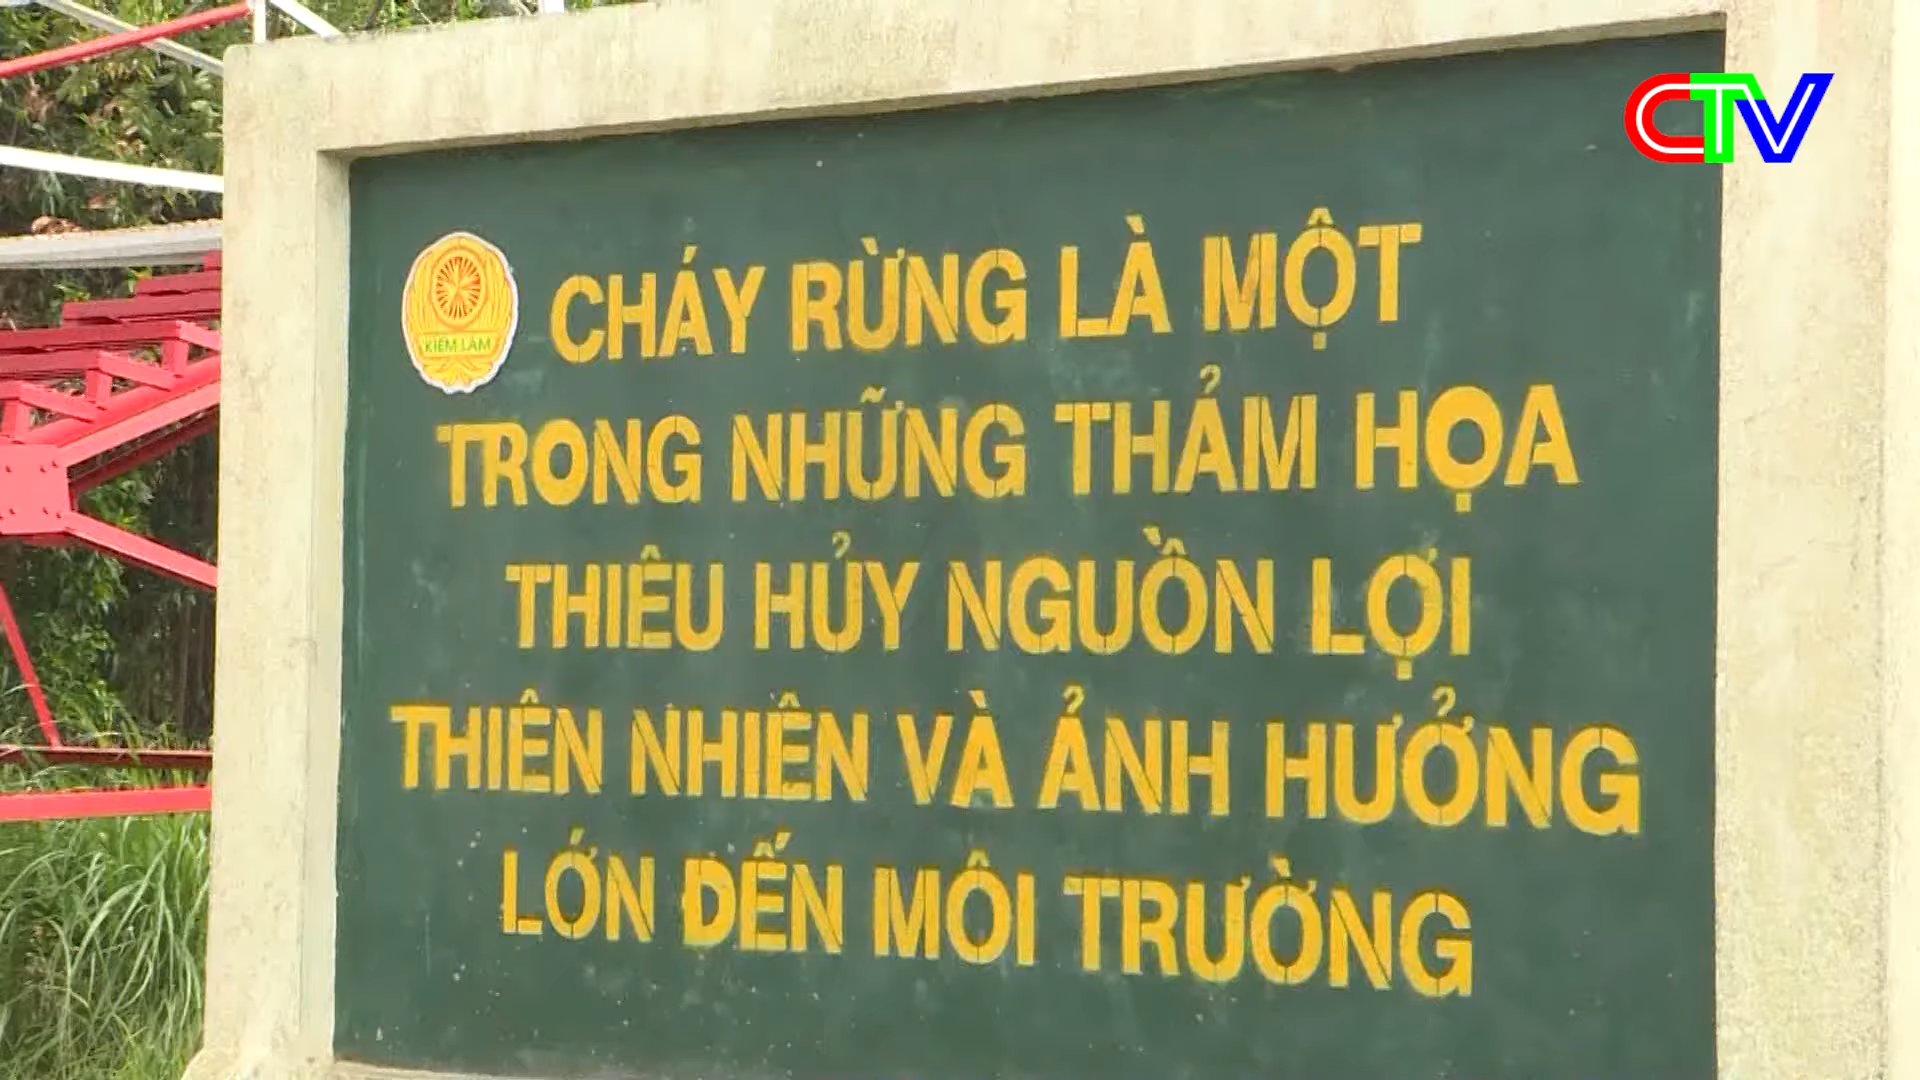 CTV
KIỂM LÂM
CHÁY RỪNG LÀ MỘT
TRONG NHỮNG THẢM HỌA
THIÊU HỦY NGUỒN LỢI
THIÊN NHIÊN VÀ ẢNH HƯỞNG
LỚN ĐẾN MÔI TRƯỜNG